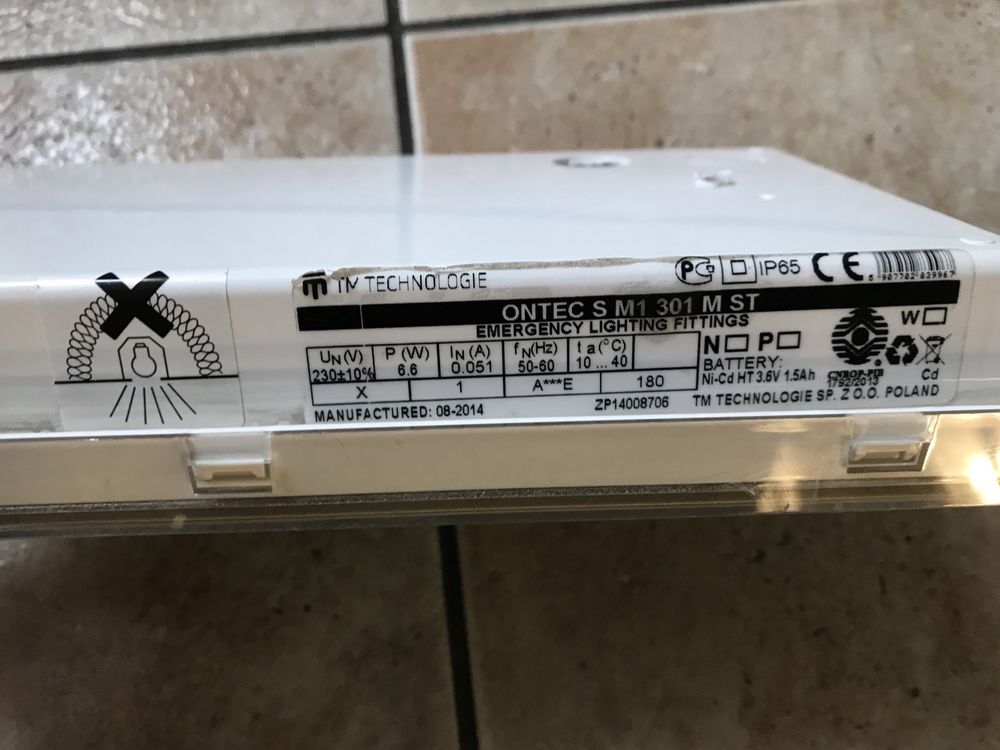 TM TECHNOLOGIE
IP65 CE
5 907702 839967
ONTEC S M1 301 M ST
EMERGENCY LIGHTING FITTINGS
UN(V) P (W) IN (A) fN(Hz) ta(°C)
230±10% 6.6 0.051 50-60 10 ... 40
X 1 A***E 180
MANUFACTURED: 08-2014 ZP14008706
N P W
BATTERY:
Ni-Cd HT 3.6V 1.5Ah
CNBOP-PIB
1792/2013
Cd
TM TECHNOLOGIE SP. Z O.O. POLAND